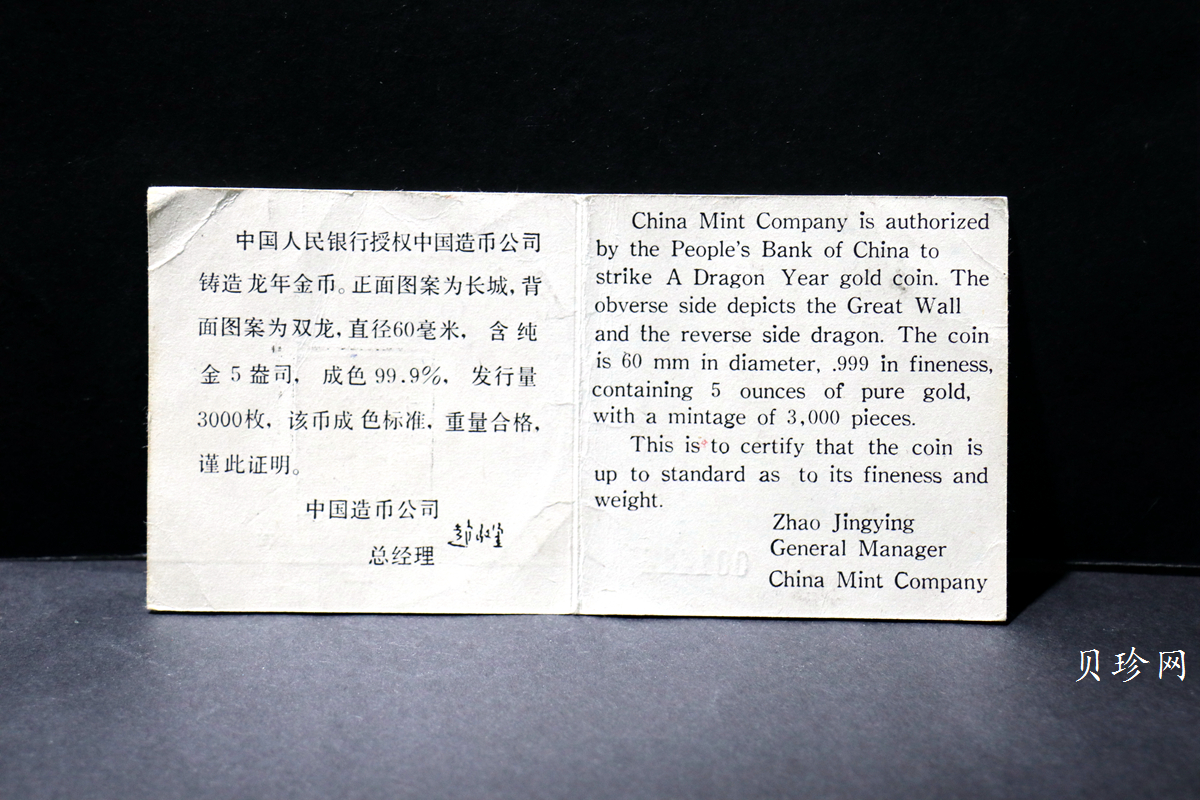 中国人民银行授权中国造币公司
铸造龙年金币。正面图案为长城,背
面图案为双龙,直径60毫米, 含纯
金5盎司, 成色99.9%, 发行量
3000枚, 该币成色标准, 重量合格,
谨此证明。
中国造币公司
总经理
China Mint Company is authorized
by the People's Bank of China to
strike A Dragon Year gold coin. The
obverse side depicts the Great Wall
and the reverse side dragon. The coin
is 60 mm in diameter, .999 in fineness,
containing 5 ounces of pure gold,
with a mintage of 3,000 pieces.
This is to certify that the coin is
up to standard as to its fineness and
weight.
Zhao Jingying
General Manager
China Mint Company
贝珍网